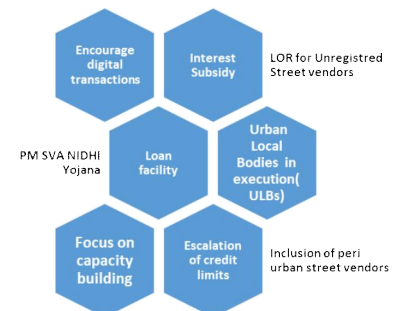 Encourage
digital
transactions
Interest
Subsidy
LOR for Unregistred
Street vendors
PM SVA NIDHI
Yojana
Loan
facility
Urban
Local
Bodies in
execution(
ULBs)
Focus on
capacity
building
Escalation
of credit
limits
Inclusion of peri
urban street vendors